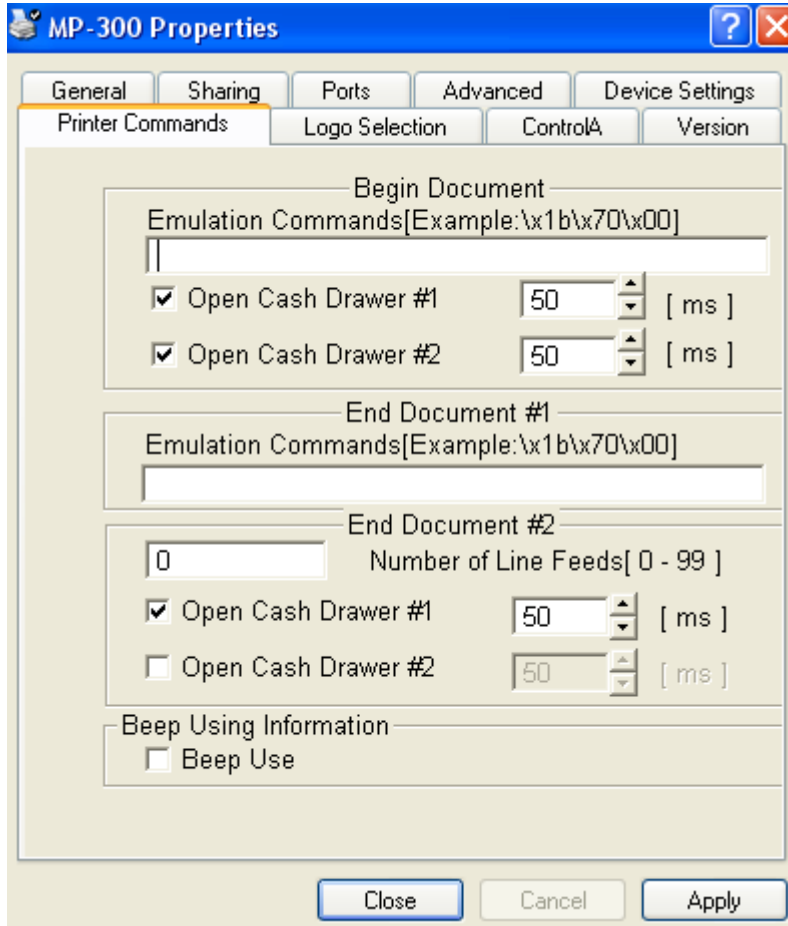 MP-300 Properties
General Sharing Ports Advanced Device Settings
Printer Commands Logo Selection ControlA Version
Begin Document
Emulation Commands[Example:\x1b\x70\x00]
Open Cash Drawer #1 50 [ ms ]
Open Cash Drawer #2 50 [ ms ]
End Document #1
Emulation Commands[Example:\x1b\x70\x00]
End Document #2
0 Number of Line Feeds[ 0 - 99 ]
Open Cash Drawer #1 50 [ ms ]
Open Cash Drawer #2 50 [ ms ]
Beep Using Information
Beep Use
Close Cancel Apply